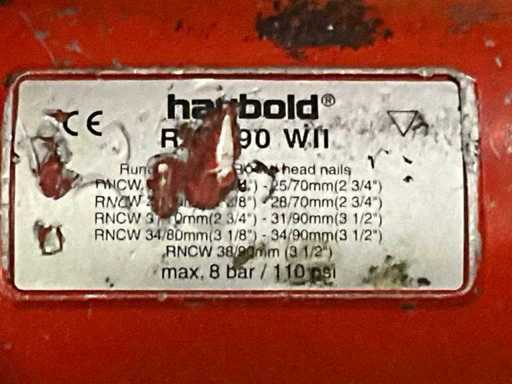 haubold®
CE
90 WII
head nails
RNCW - 25/70mm(2 3/4")
RNCW - 28/70mm(2 3/4")
RNCW (2 3/4") - 31/90mm(3 1/2")
RNCW 34/80mm(3 1/8") - 34/90mm(3 1/2")
RNCW 38/90mm (3 1/2")
max. 8 bar / 110 psi